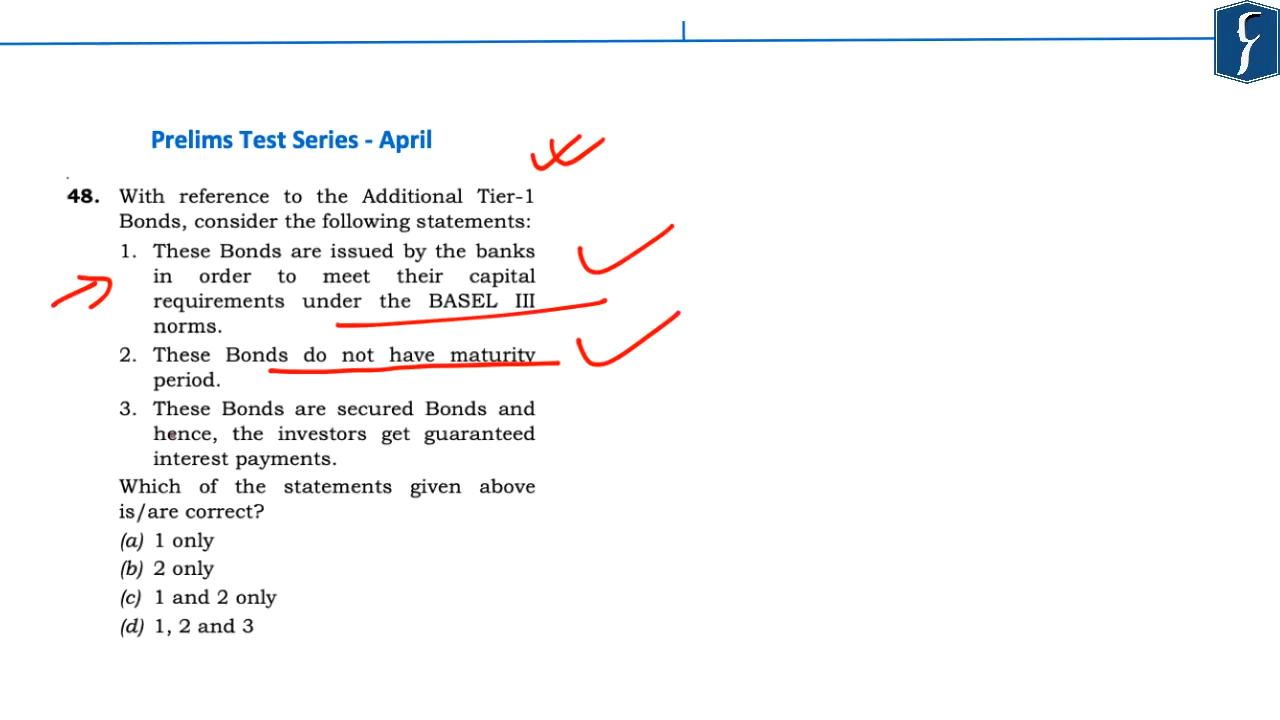 Prelims Test Series - April
48. With reference to the Additional Tier-1
Bonds, consider the following statements:
1. These Bonds are issued by the banks
in order to meet their capital
requirements under the BASEL III
norms.
2. These Bonds do not have maturity
period.
3. These Bonds are secured Bonds and
hence, the investors get guaranteed
interest payments.
Which of the statements given above
is/are correct?
(a) 1 only
(b) 2 only
(c) 1 and 2 only
(d) 1, 2 and 3